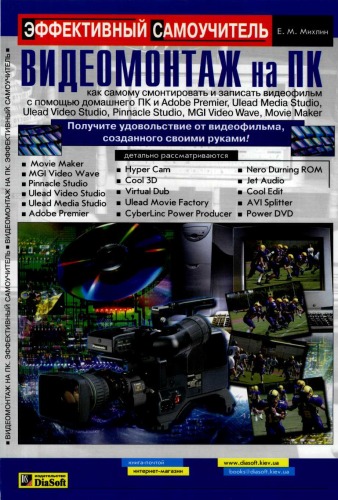 ЭФФЕКТИВНЫЙ САМОУЧИТЕЛЬ
Е. М. Михлин
ВИДЕОМОНТАЖ на ПК
как самому смонтировать и записать видеофильм
с помощью домашнего ПК и Adobe Premier, Ulead Media Studio,
Ulead Video Studio, Pinnacle Studio, MGI Video Wave, Movie Maker
Получите удовольствие от видеофильма,
созданного своими руками!
детально рассматриваются
Movie Maker
MGI Video Wave
Pinnacle Studio
Ulead Video Studio
Ulead Media Studio
Adobe Premier
Hyper Cam
Cool 3D
Virtual Dub
Ulead Movie Factory
CyberLinc Power Producer
Nero Durning ROM
Jet Audio
Cool Edit
AVI Splitter
Power DVD
ВИДЕОМОНТАЖ НА ПК. ЭФФЕКТИВНЫЙ САМОУЧИТЕЛЬ ■ ВИДЕОМОНТАЖ НА ПК. ЭФФЕКТИВНЫЙ САМОУЧИТЕЛЬ ■
издательство
DiaSoft
книга-почтой
интернет-магазин
www.diasoft.kiev.ua
books@diasoft.kiev.ua